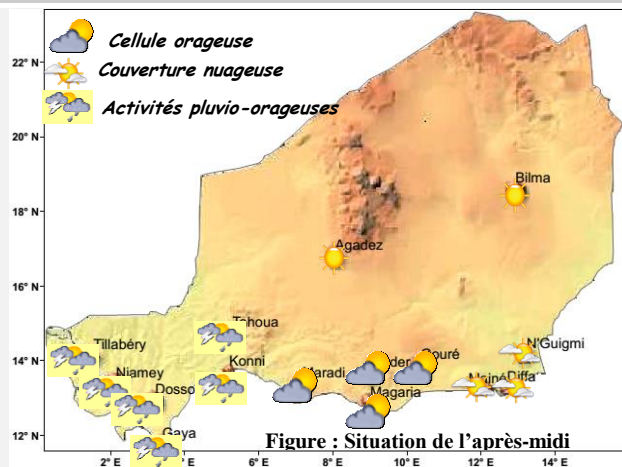 Cellule orageuse
Couverture nuageuse
Activités pluvio-orageuses
22° N
20° N
18° N
16° N
14° N
12° N
Bilma
Agadez
Tahoua
Tillabéry
Konni
Niamey
Dosso
Gaya
Magaria
N'Guigmi
Diffa
2° E 4° E 6° E 8° E 10° E 12° E 14° E
Figure : Situation de l'après-midi